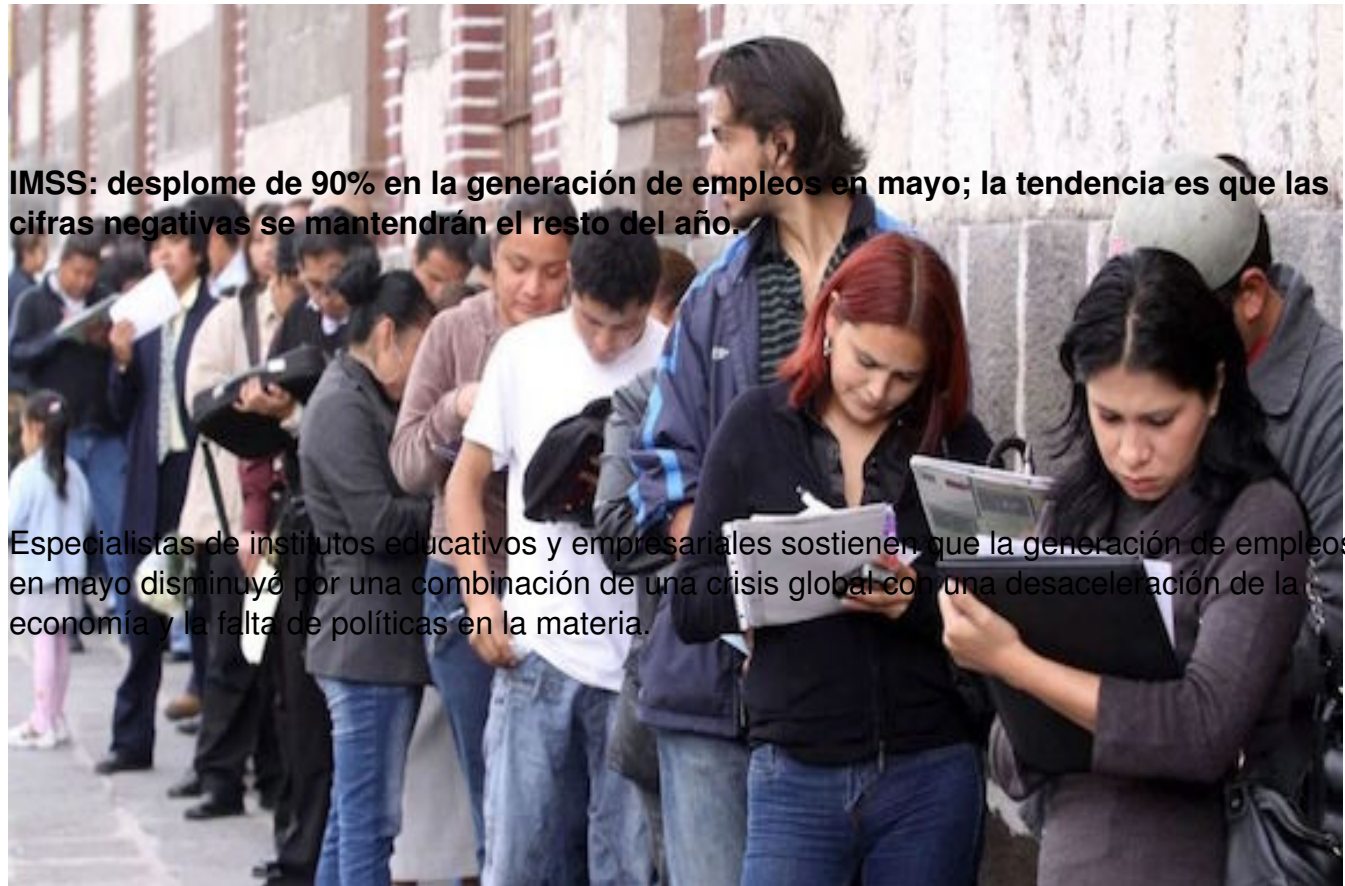 IMSS: desplome de 90% en la generación de empleos en mayo; la tendencia es que las
cifras negativas se mantendrán el resto del año.
Especialistas de institutos educativos y empresariales sostienen que la generación de empleos
en mayo disminuyó por una combinación de una crisis global con una desaceleración de la
economía y la falta de políticas en la materia.